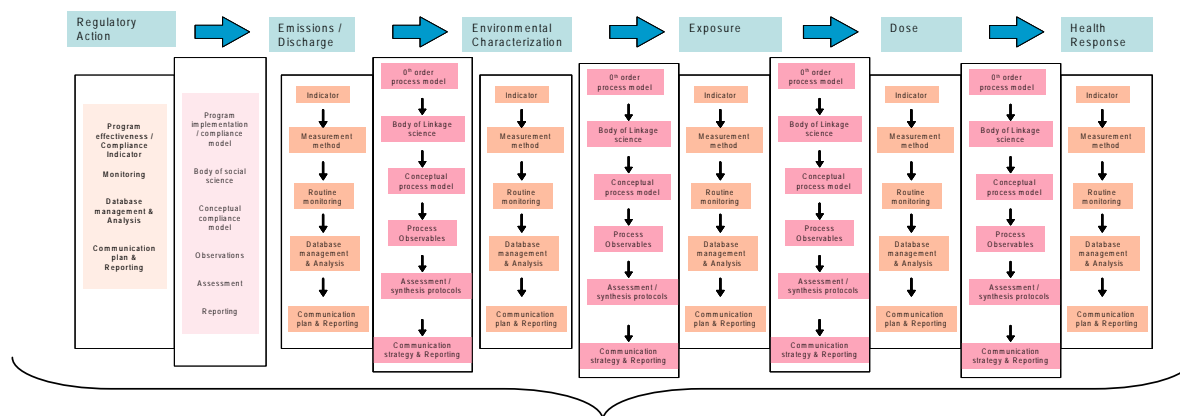 Regulatory
Action
Emissions /
Discharge
Environmental
Characterization
Exposure
Dose
Health
Response
Program
effectiveness /
Compliance
Indicator
Monitoring
Database
management &
Analysis
Communication
plan &
Reporting
Program
implementation
/ compliance
model
Body of social
science
Conceptual
compliance
model
Observations
Assessment
Reporting
Indicator
Measurement
method
Routine
monitoring
Database
management
& Analysis
Communication
plan & Reporting
0th order
process model
Body of Linkage
science
Conceptual
process model
Process
Observables
Assessment /
synthesis protocols
Communication
strategy & Reporting
Indicator
Measurement
method
Routine
monitoring
Database
management
& Analysis
Communication
plan & Reporting
0th order
process model
Body of Linkage
science
Conceptual
process model
Process
Observables
Assessment /
synthesis protocols
Communication
strategy & Reporting
Indicator
Measurement
method
Routine
monitoring
Database
management
& Analysis
Communication
plan & Reporting
0th order
process model
Body of Linkage
science
Conceptual
process model
Process
Observables
Assessment /
synthesis protocols
Communication
strategy & Reporting
Indicator
Measurement
method
Routine
monitoring
Database
management
& Analysis
Communication
plan & Reporting
0th order
process model
Body of Linkage
science
Conceptual
process model
Process
Observables
Assessment /
synthesis protocols
Communication
strategy & Reporting
Indicator
Measurement
method
Routine
monitoring
Database
management
& Analysis
Communication
plan & Reporting